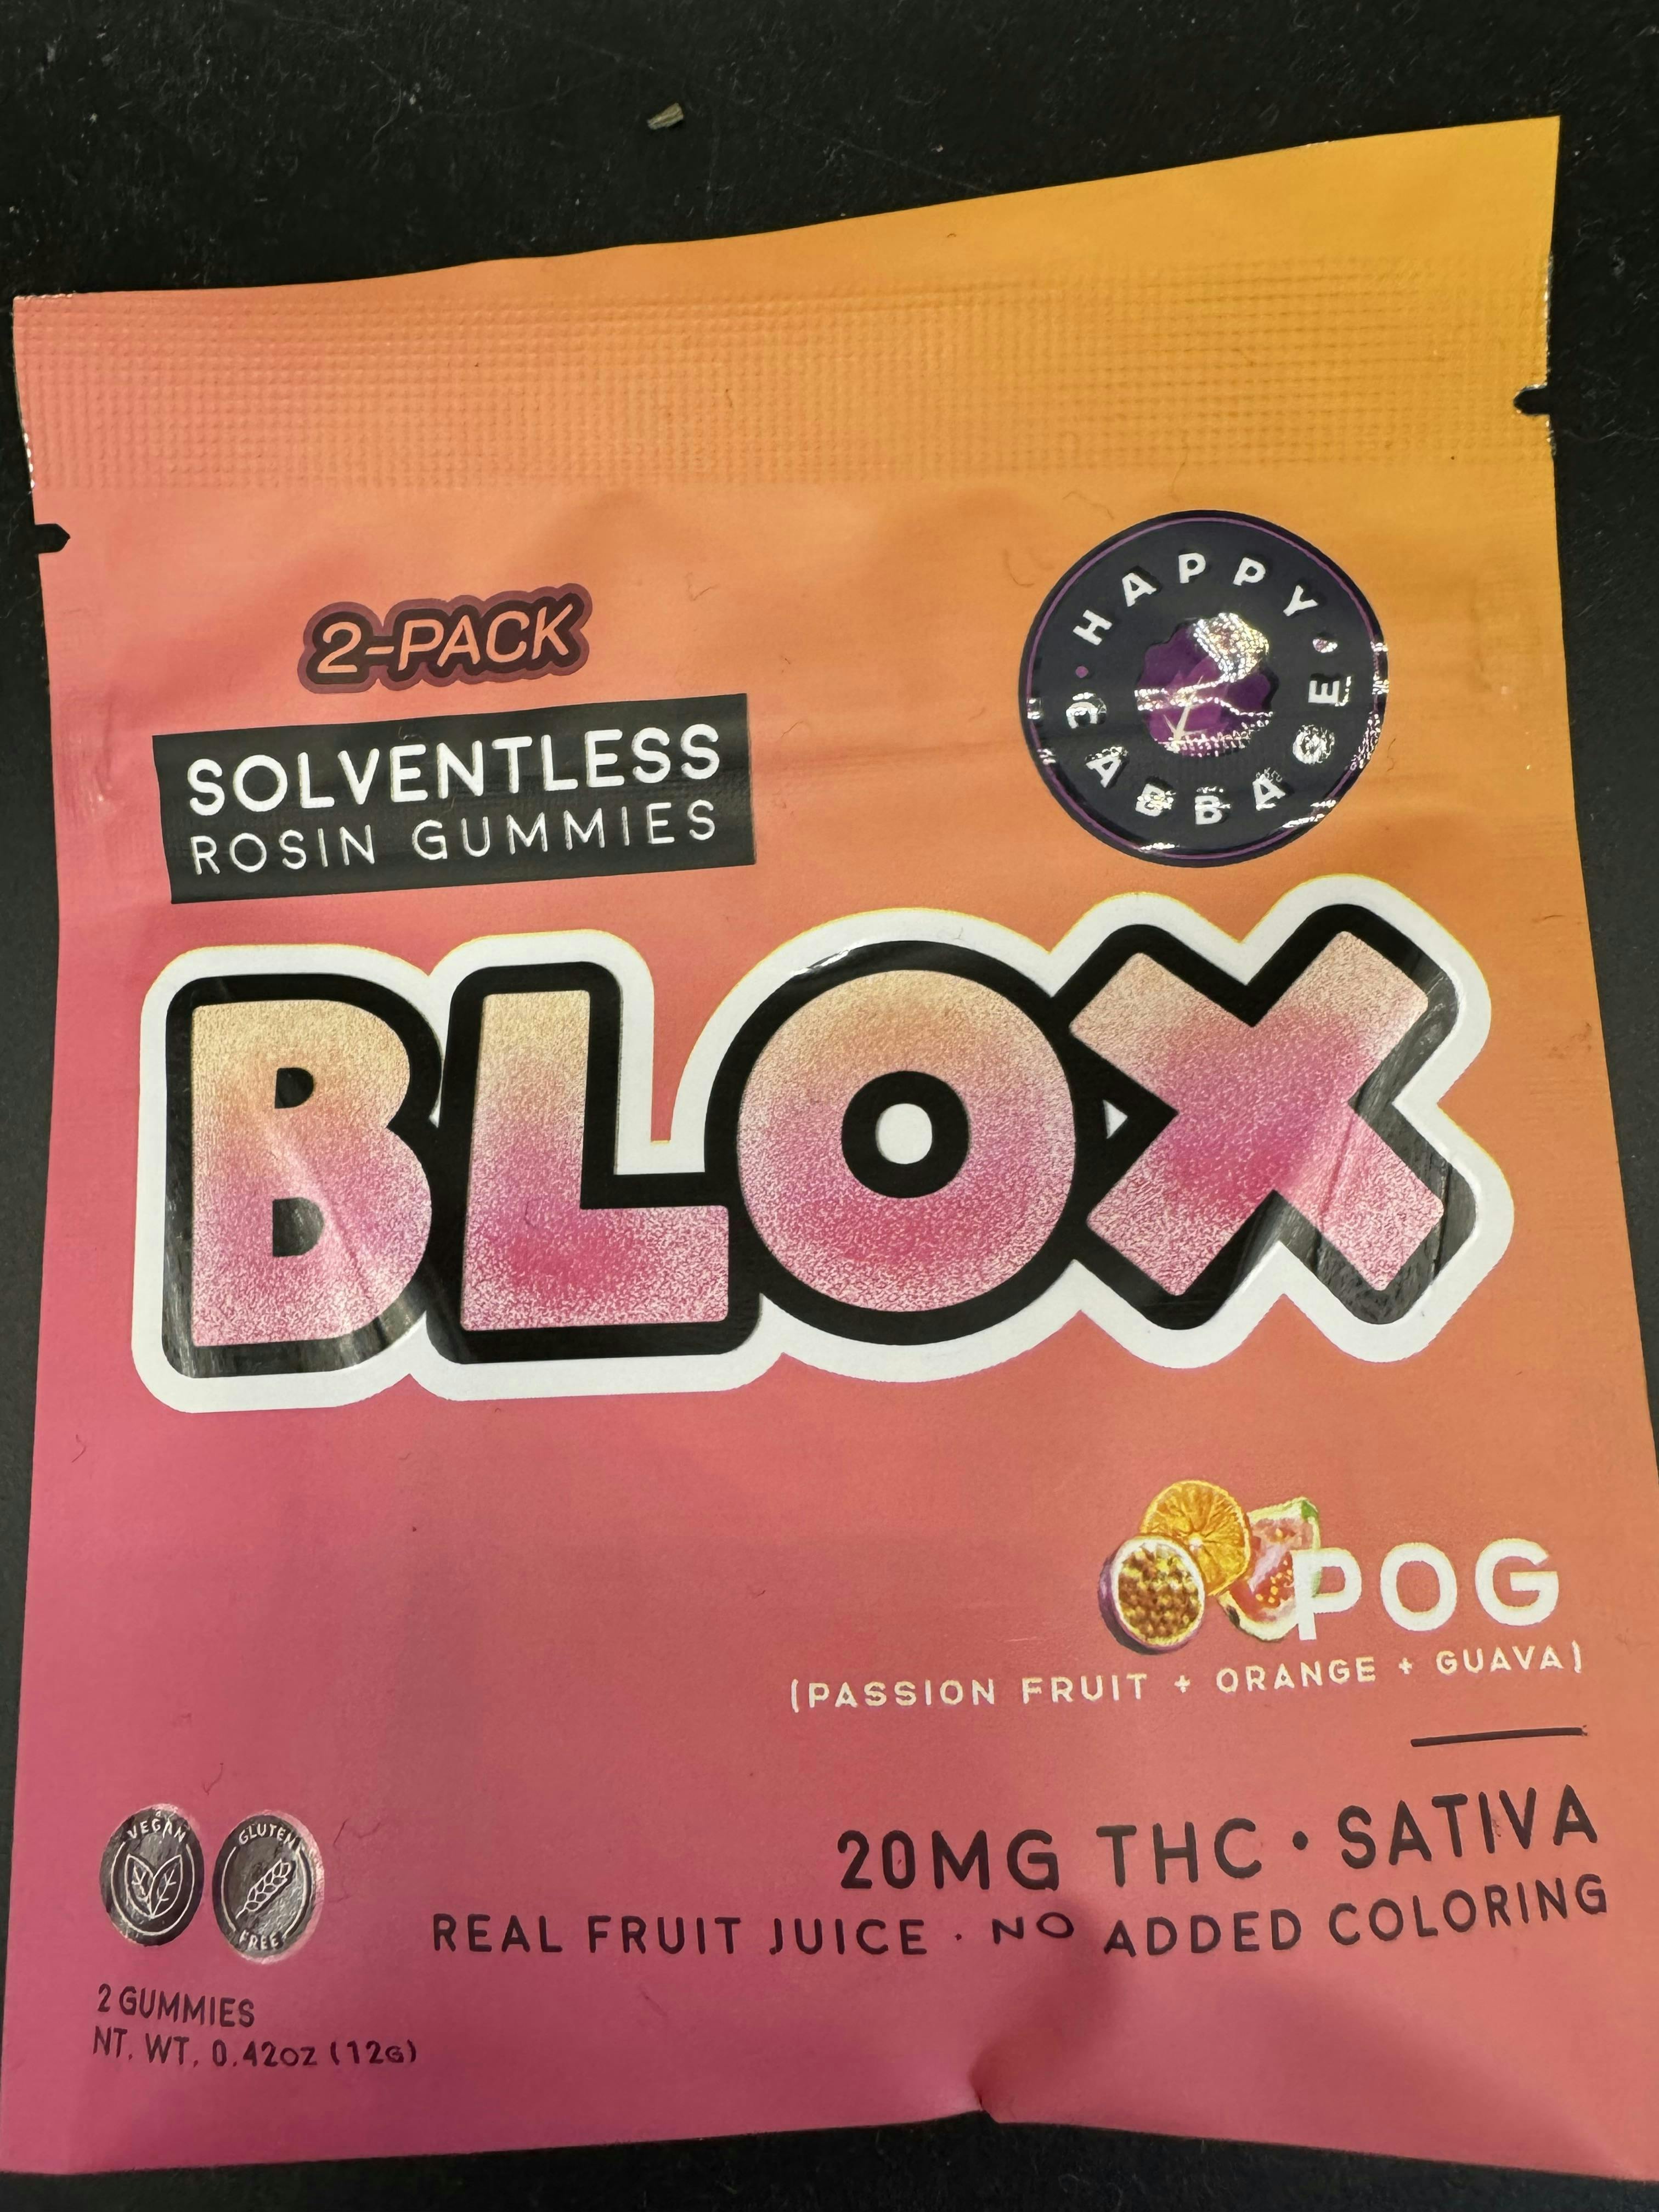 2-PACK
SOLVENTLESS
ROSIN GUMMIES
HAPPY
CABBAGE
BLOX
POG
(PASSION FRUIT + ORANGE + GUAVA)
20MG THC • SATIVA
REAL FRUIT JUICE · NO ADDED COLORING
VEGAN
GLUTEN
FREE
2 GUMMIES
NT. WT. 0.42OZ (12G)